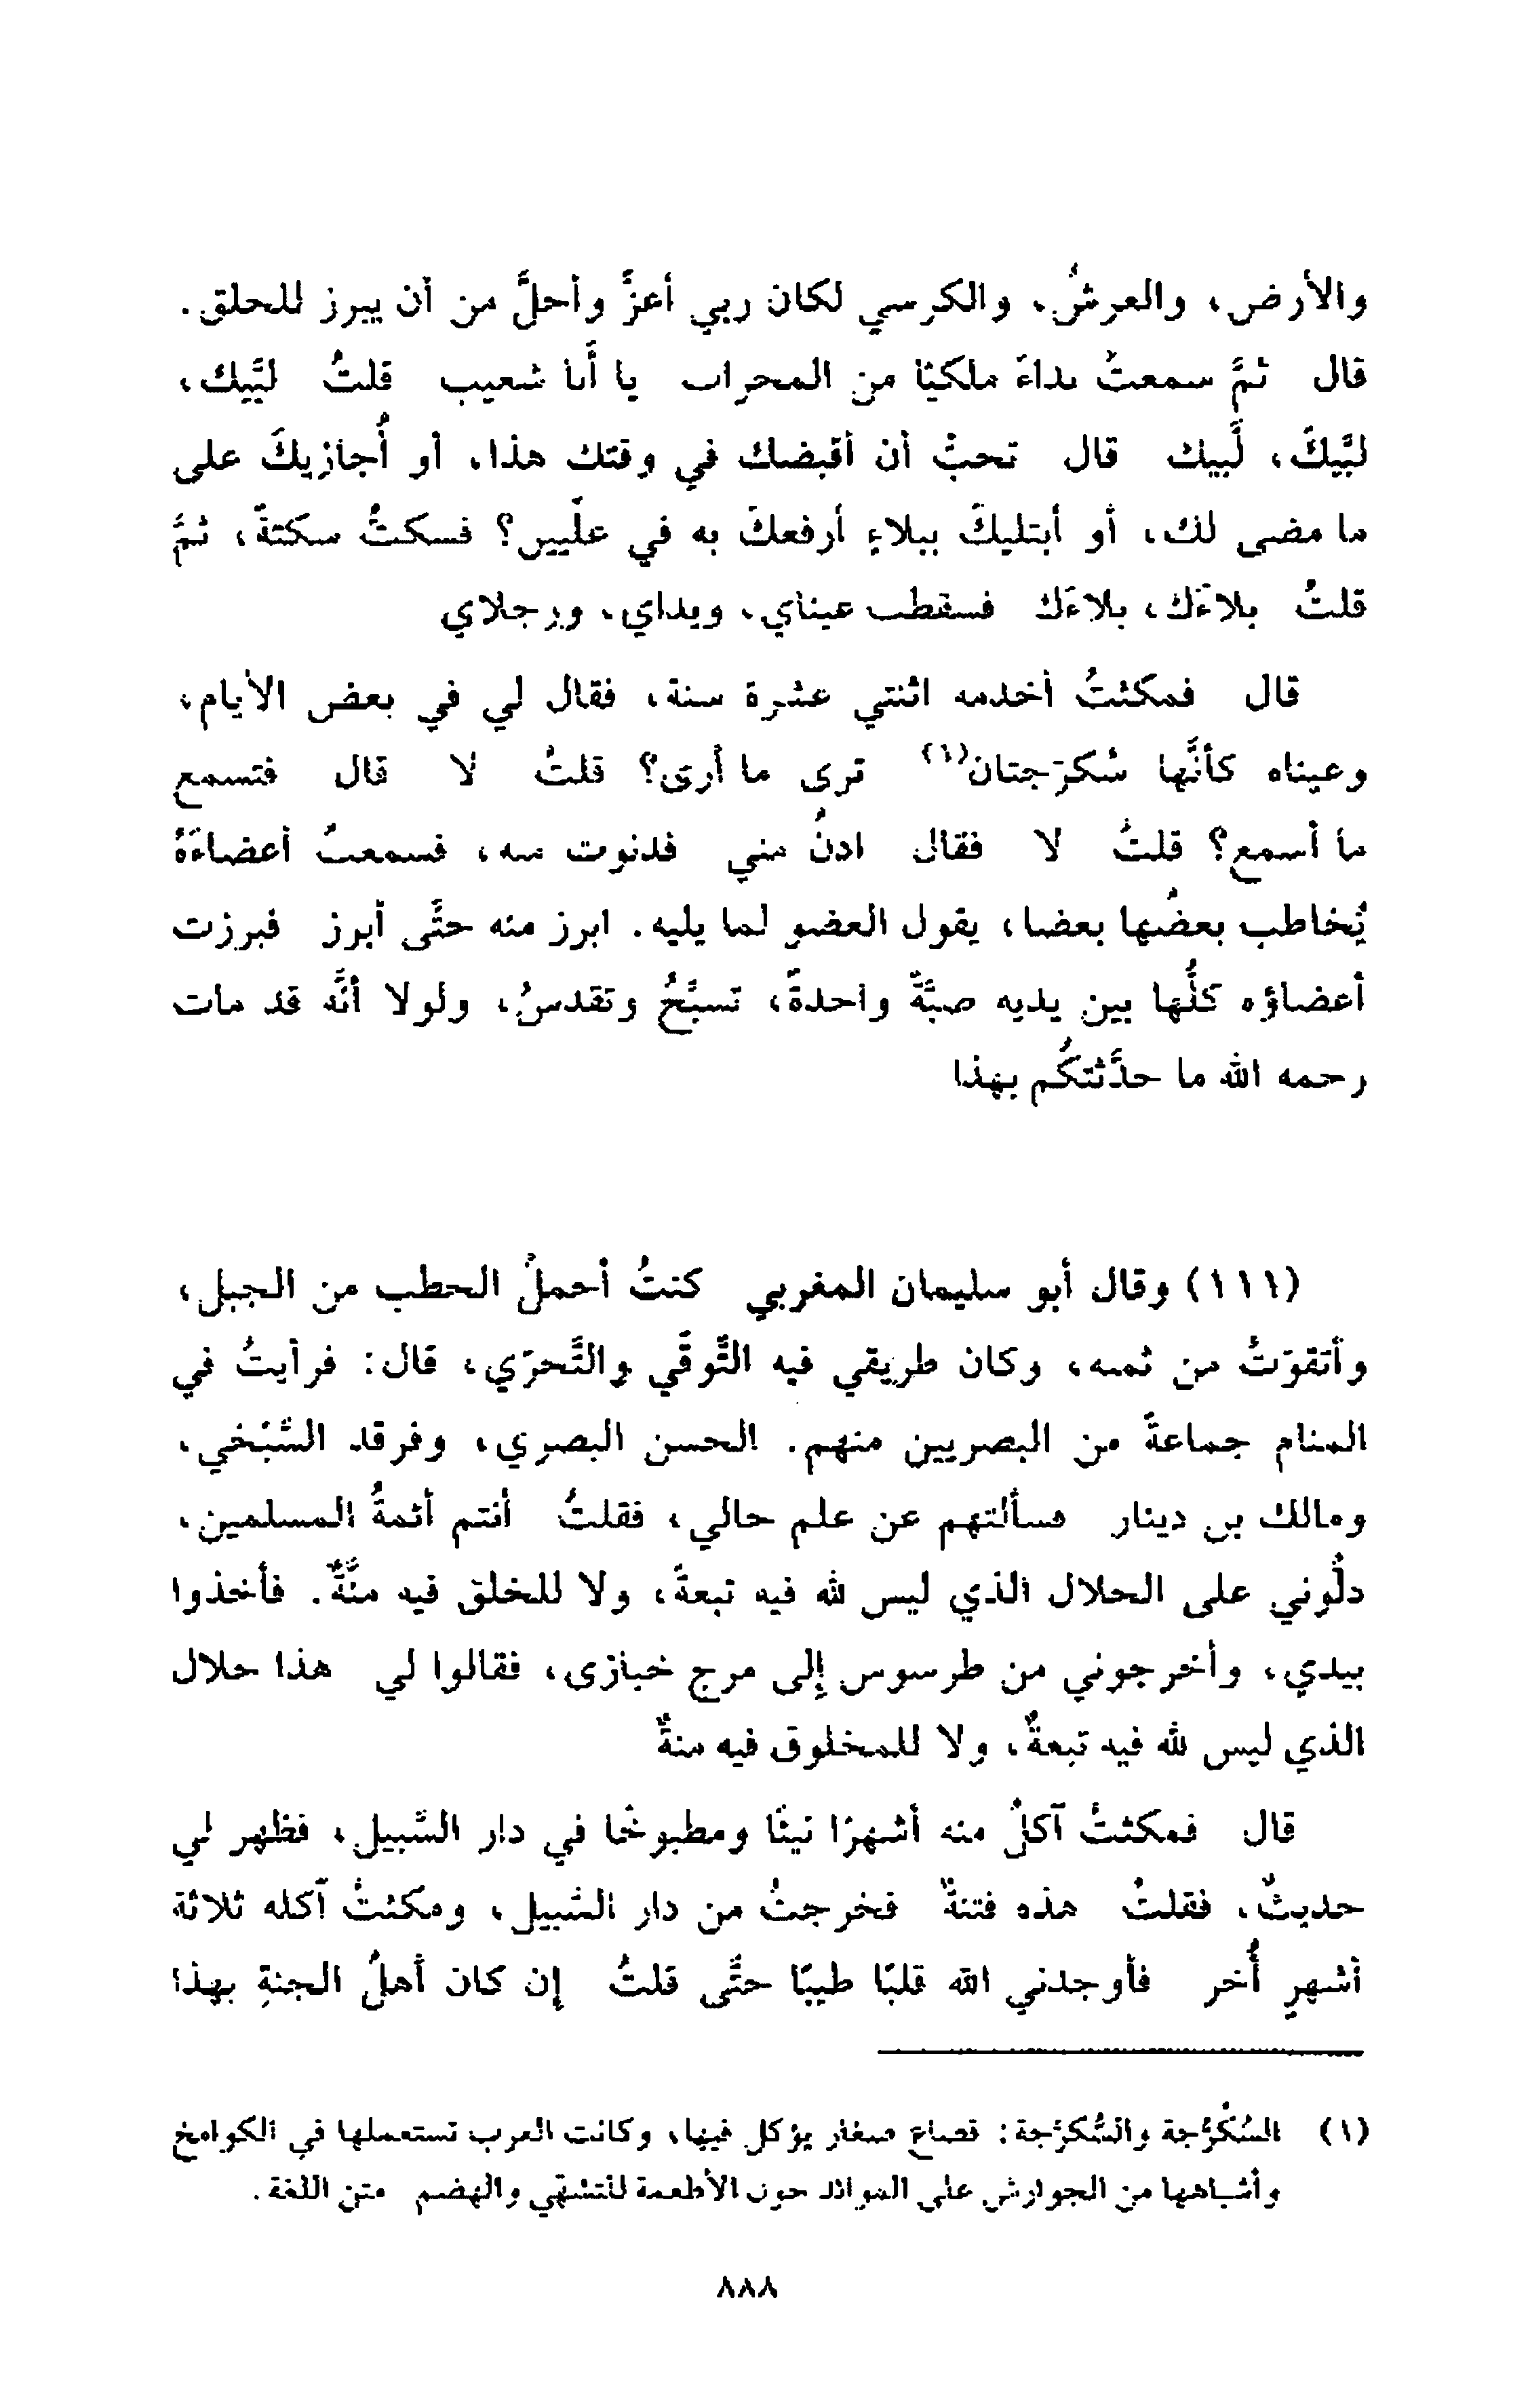 والأرض، والعرشُ، والكرسي لكان ربي أعزَّ وأجلَّ من أن يبرز للخلق.
قال ثمَّ سمعتُ نداءً ملكيًا من المحراب يا أبا شعيب قلتُ لبَّيك،
لبَّيكَ، لَبيك قال تحبُّ أن أقبضك في وقتك هذا، أو أُجازيكَ على
ما مضى لك، أو أبتليكَ ببلاءٍ أرفعكَ به في علِّيين؟ فسكتُّ سكتةً، ثمَّ
قلتُ بلاءَك، بلاءَك فسقطت عيناي، ويداي، ورجلاي
قال فمكثتُ أخدمه اثنتي عشرة سنة، فقال لي في بعض الأيام،
وعيناه كأنَّها سُكرّجتان(١) ترى ما أرى؟ قلتُ لا قال فتسمع
ما أسمع؟ قلتُ لا فقال ادنُ مني فدنوت منه، فسمعتُ أعضاءَهُ
يُخاطب بعضُها بعضا، يقول العضو لما يليه. ابرز منه حتَّى أبرز فبرزت
أعضاؤه كلُّها بين يديه صبَّةً واحدةً، تسبِّحُ وتقدسُ، ولولا أنَّه قد مات
رحمه الله ما حدَّثتكُم بهذا
(١١١) وقال أبو سليمان المغربي كنتُ أحملُ الحطب من الجبل،
وأتقوّتُ من ثمنه، وكان طريقي فيه التَّوقِّي والتَّحرّي، قال: فرأيتُ في
المنام جماعةً من البصريين منهم. الحسن البصري، وفرقد السَّبَخي،
ومالك بن دينار فسألتهم عن علم حالي، فقلتُ أنتم أئمةُ المسلمين،
دلُّوني على الحلال الذي ليس لله فيه تبعةً، ولا للخلق فيه منَّةٌ. فأخذوا
بيدي، وأخرجوني من طرسوس إلى مرج خبازى، فقالوا لي هذا حلال
الذي ليس لله فيه تبعةٌ، ولا للمخلوق فيه منةٌ
قال فمكثتُ آكلُ منه أشهرًا نيئًا ومطبوخًا في دار السَّبيل، فظهر لي
حديثٌ، فقلتُ هذه فتنةٌ فخرجتُ من دار السَّبيل، ومكثتُ آكله ثلاثة
أشهرٍ أُخر فأوجدني الله قلبًا طيبًا حتَّى قلتُ إن كان أهلُ الجنةِ بهذا
(١) السُكْرُجة والسُّكرّجة: قصاع صغار يؤكل فيها، وكانت العرب تستعملها في الكوامخ
وأشباهها من الجوارش على الموائد حول الأطعمة للتشهّي والهضم متن اللغة.
٨٨٨